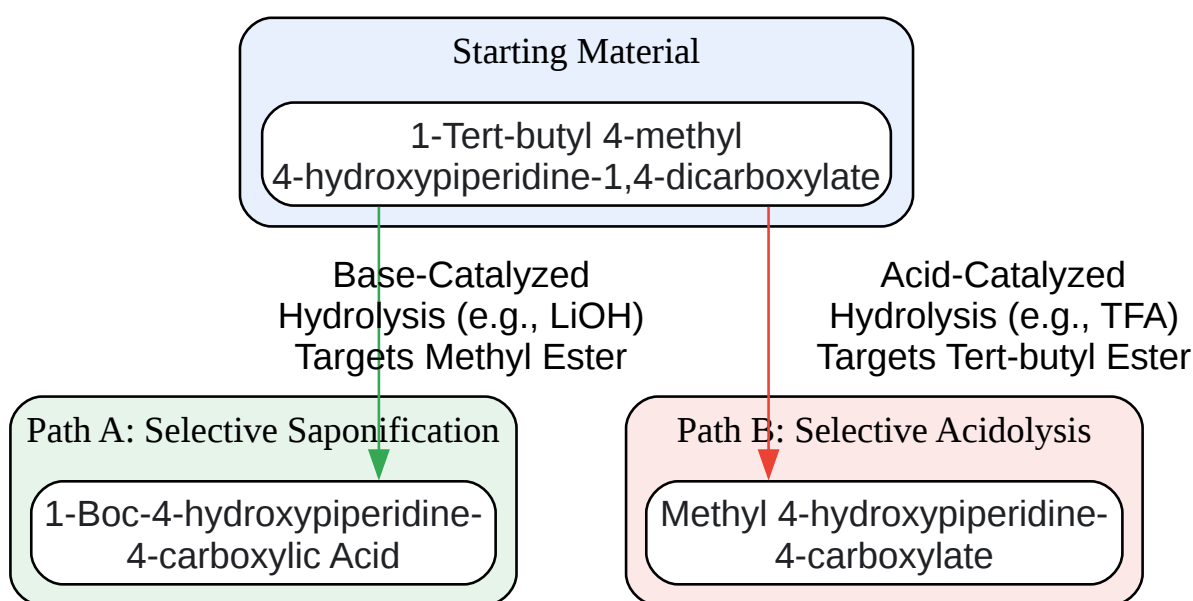 Starting Material
1-Tert-butyl 4-methyl
4-hydroxypiperidine-1,4-dicarboxylate
Base-Catalyzed
Hydrolysis (e.g., LiOH)
Targets Methyl Ester
Acid-Catalyzed
Hydrolysis (e.g., TFA)
Targets Tert-butyl Ester
Path A: Selective Saponification
1-Boc-4-hydroxypiperidine-
4-carboxylic Acid
Path B: Selective Acidolysis
Methyl 4-hydroxypiperidine-
4-carboxylate